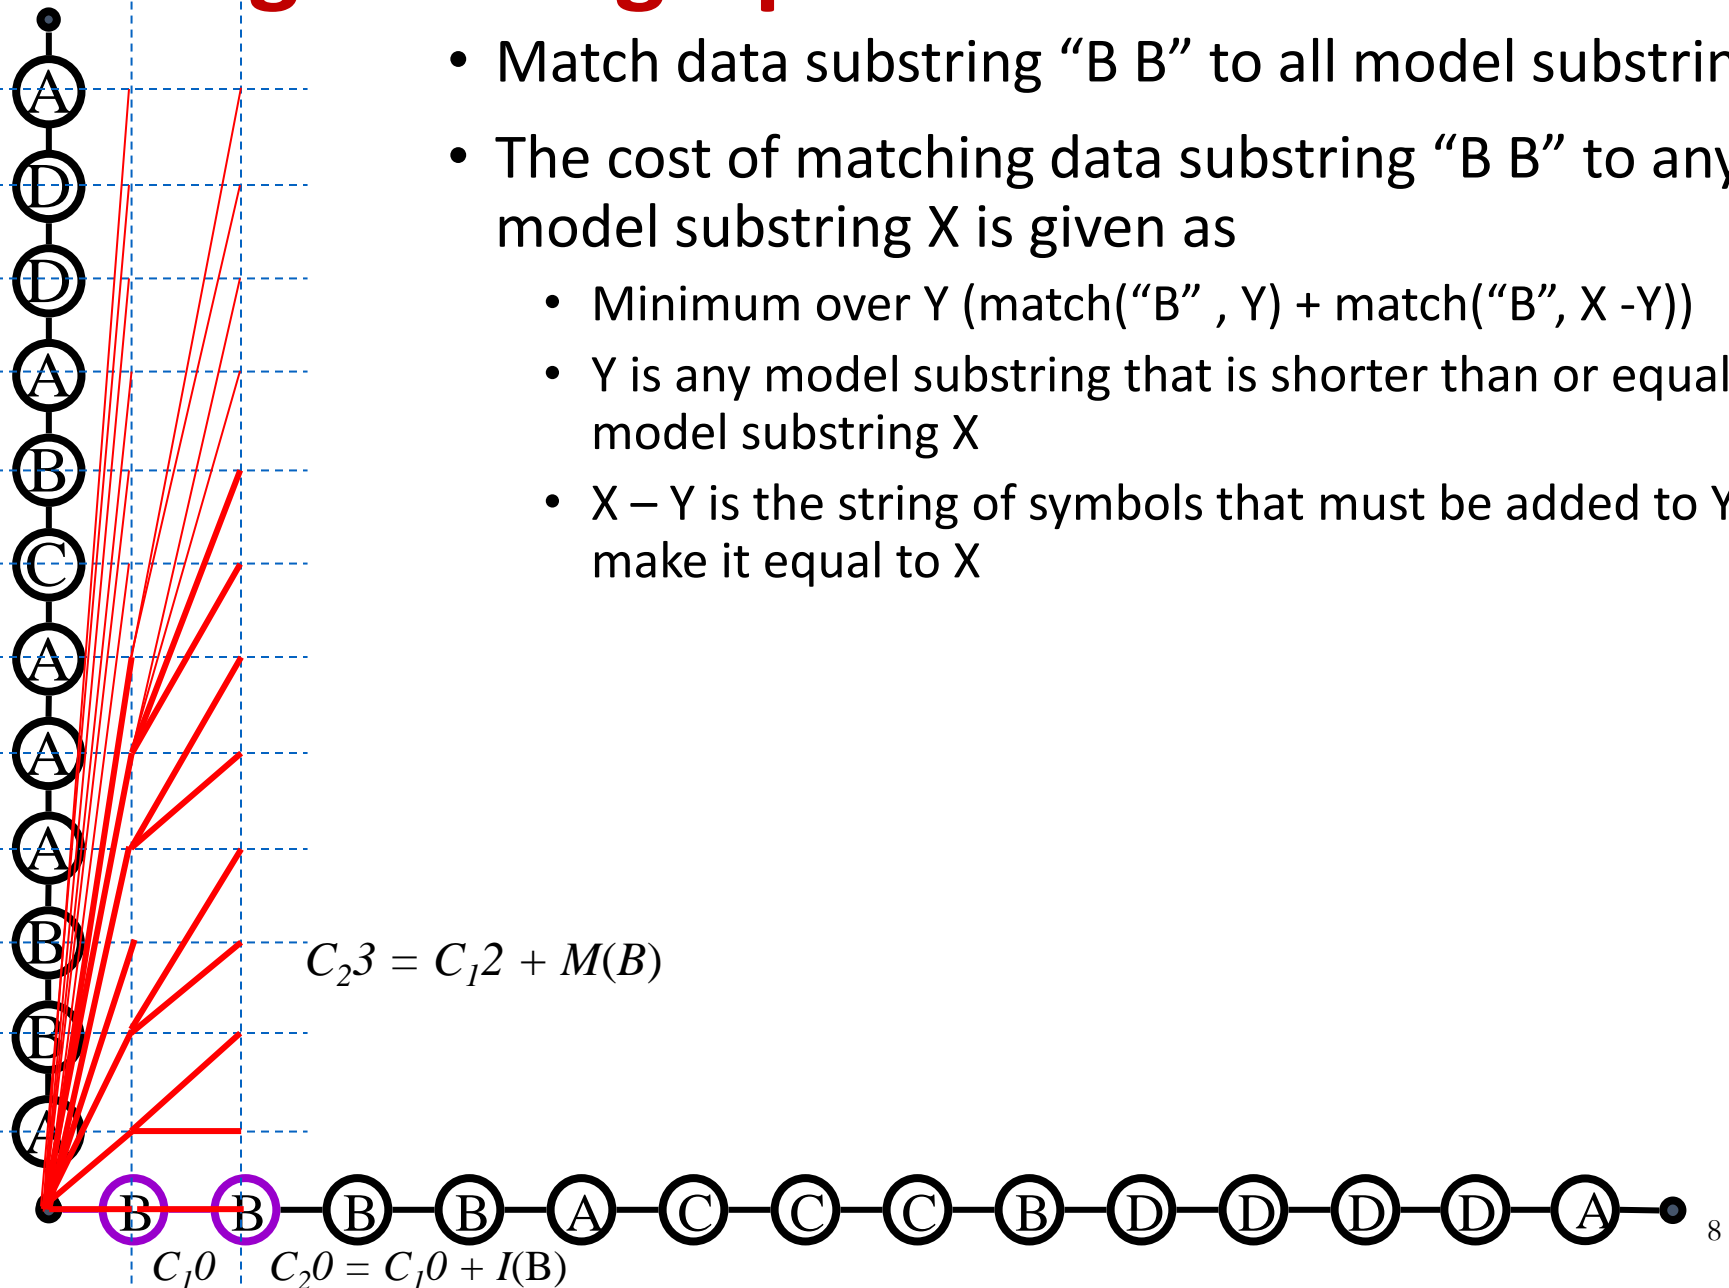 • Match data substring “B B” to all model substrin
• The cost of matching data substring “B B” to any
model substring X is given as
• Minimum over Y (match(“B” , Y) + match(“B”, X -Y))
• Y is any model substring that is shorter than or equal
model substring X
• X – Y is the string of symbols that must be added to Y
make it equal to X
A
D
D
A
B
C
A
A
A
B
B
A
C₂3 = C₁2 + M(B)
B B B B A C C C B D D D D A
C₁0 C₂0 = C₁0 + I(B)
8